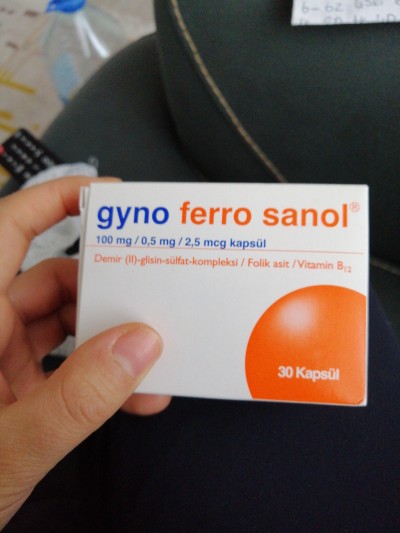 gyno ferro sanol®
100 mg / 0,5 mg / 2,5 mcg kapsül
Demir (II)-glisin-sülfat-kompleksi / Folik asit / Vitamin B12
30 Kapsül